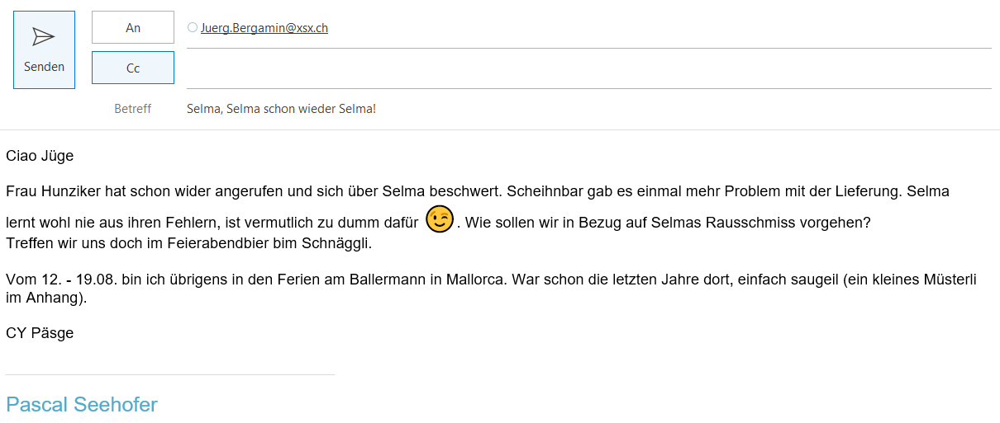 Senden
An
Juerg.Bergamin@xsx.ch
Cc
Betreff
Selma, Selma schon wieder Selma!
Ciao Jüge
Frau Hunziker hat schon wider angerufen und sich über Selma beschwert. Scheihnbar gab es einmal mehr Problem mit der Lieferung. Selma
lernt wohl nie aus ihren Fehlern, ist vermutlich zu dumm dafür 😉. Wie sollen wir in Bezug auf Selmas Rausschmiss vorgehen?
Treffen wir uns doch im Feierabendbier bim Schnäggli.
Vom 12. - 19.08. bin ich übrigens in den Ferien am Ballermann in Mallorca. War schon die letzten Jahre dort, einfach saugeil (ein kleines Müsterli
im Anhang).
CY Päsge
Pascal Seehofer